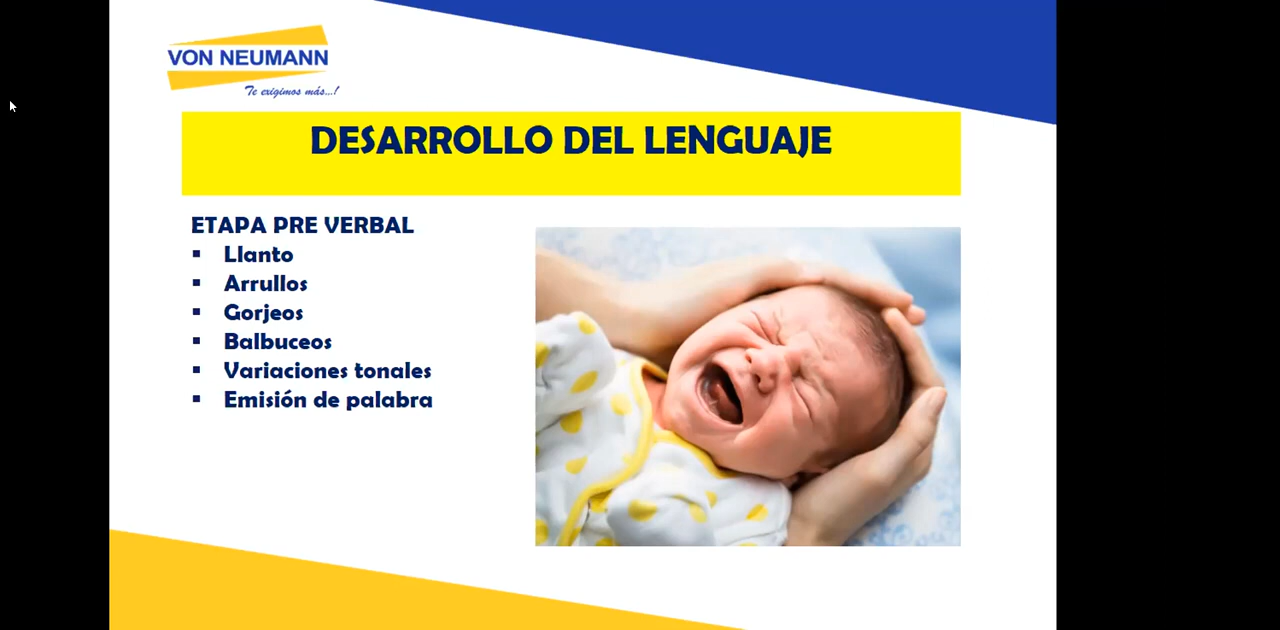 VON NEUMANN
Te exigimos más...!
DESARROLLO DEL LENGUAJE
ETAPA PRE VERBAL
▪ Llanto
▪ Arrullos
▪ Gorjeos
▪ Balbuceos
▪ Variaciones tonales
▪ Emisión de palabra